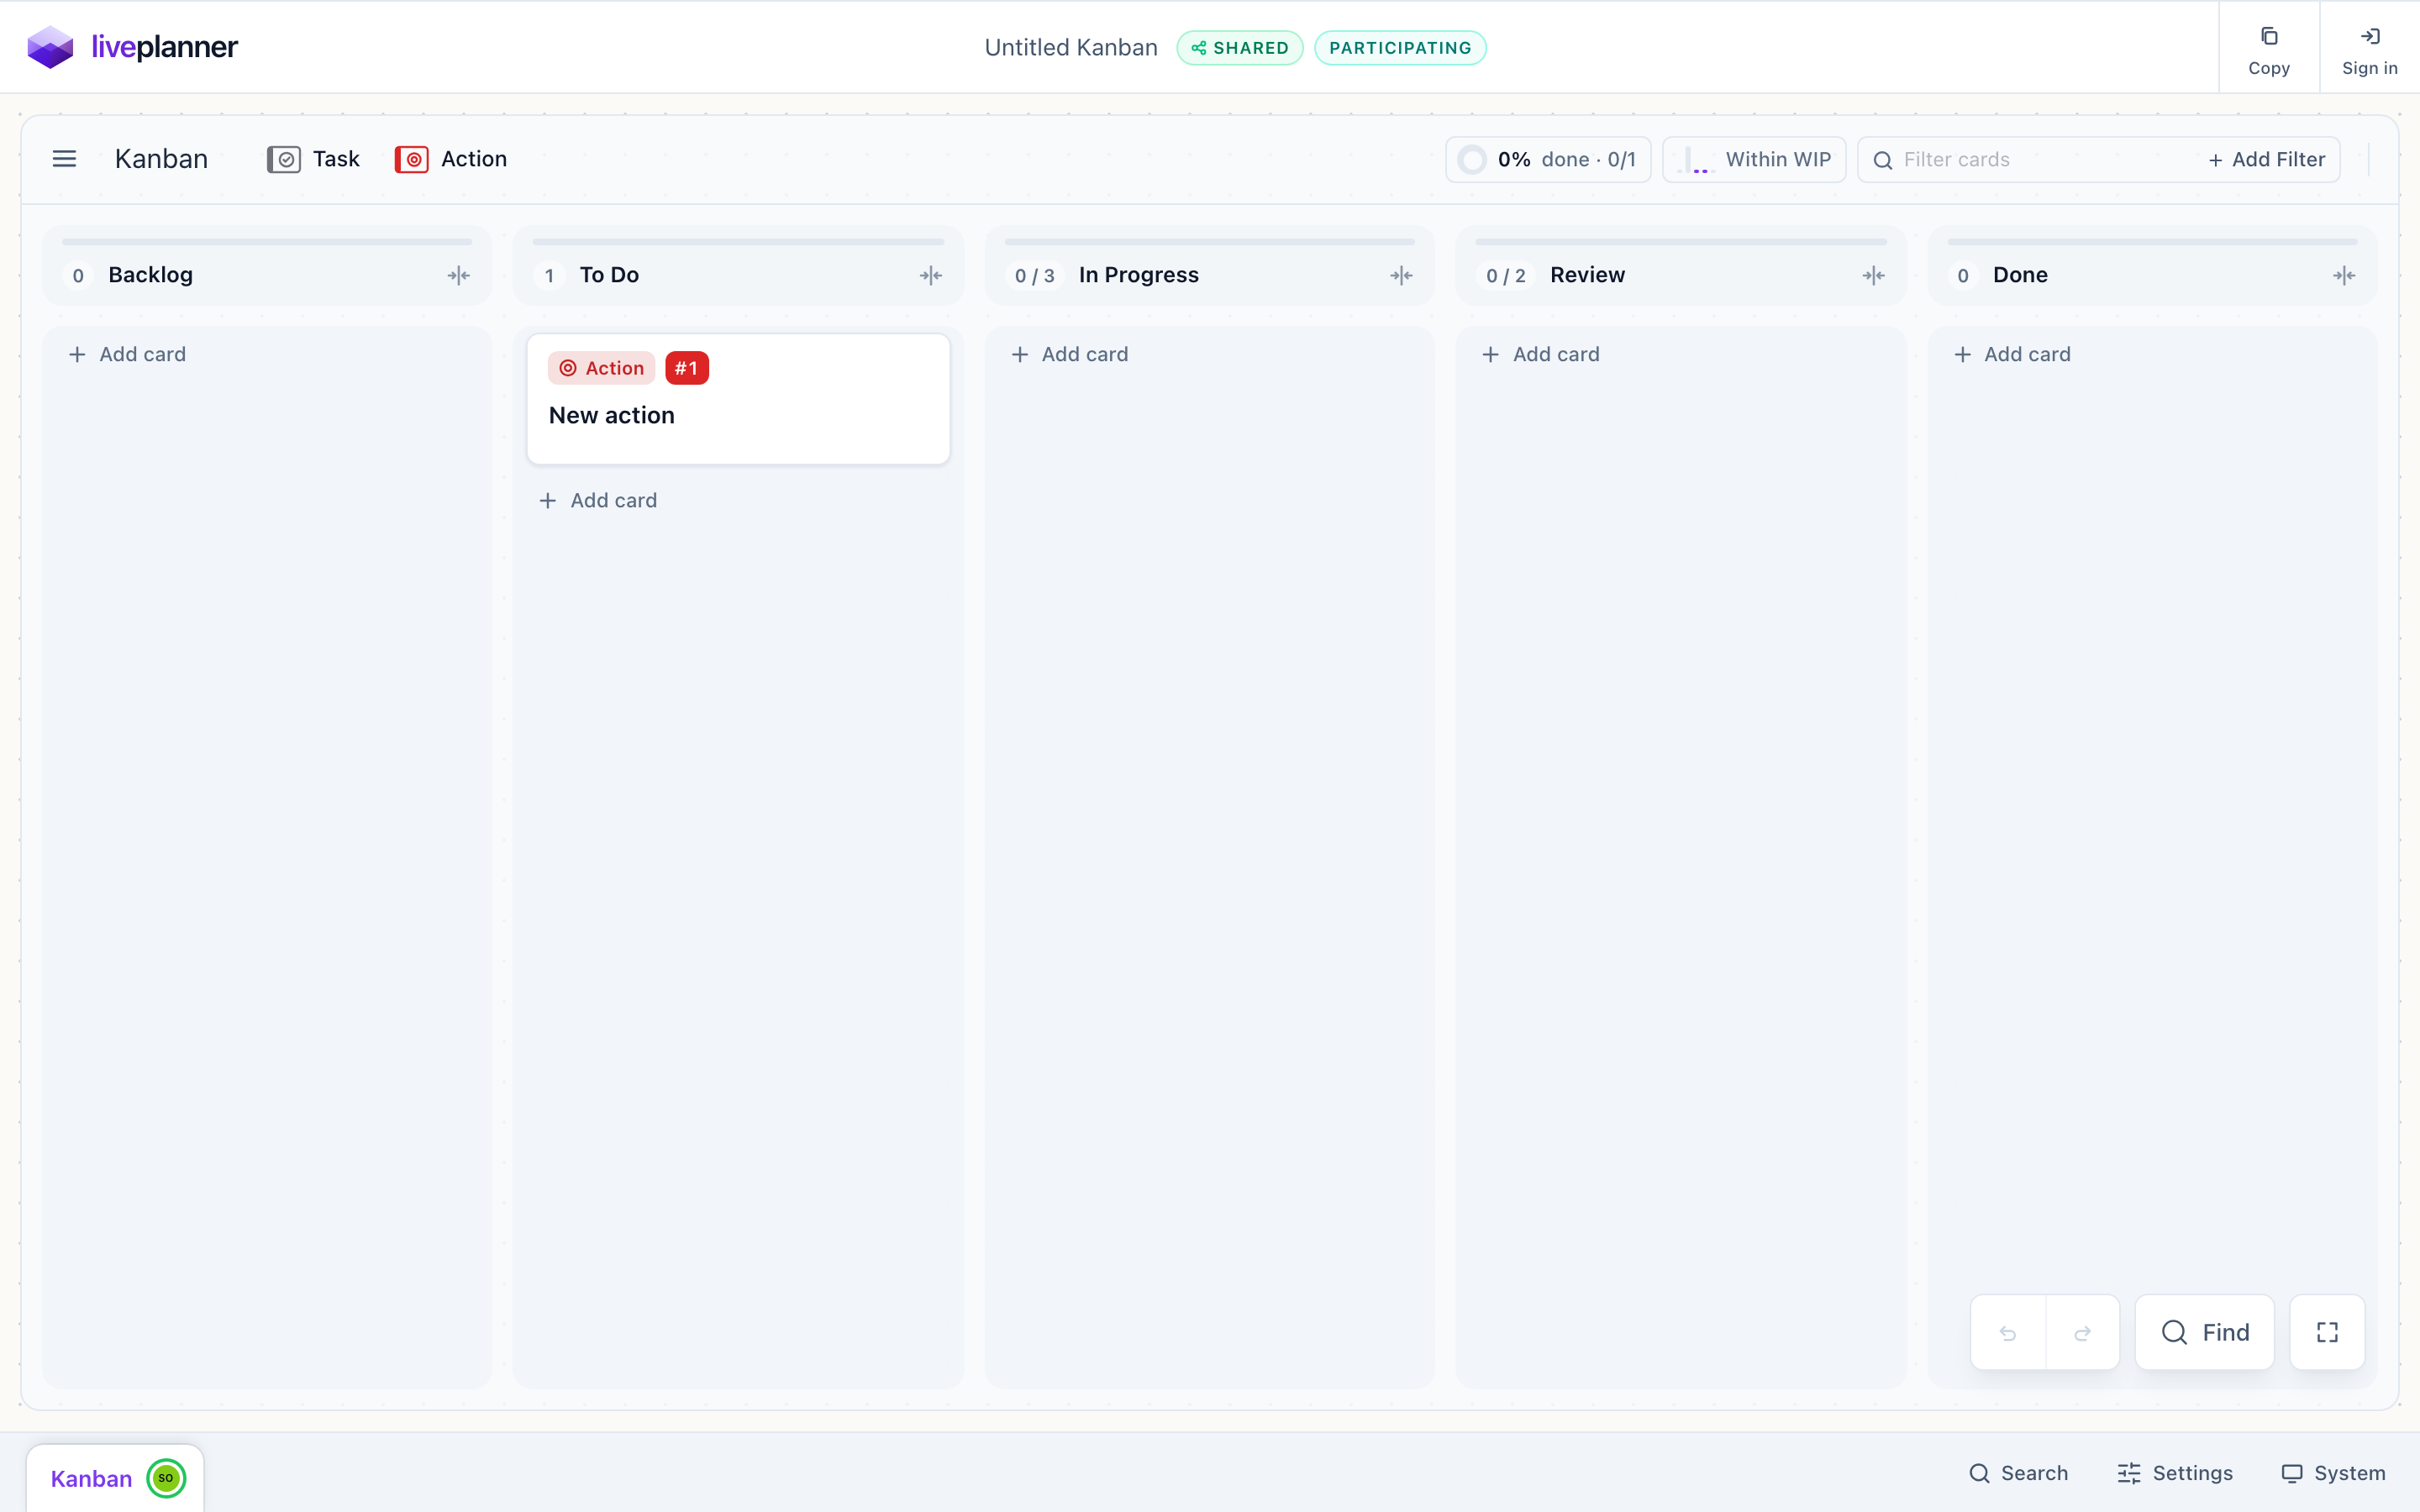 liveplanner
Untitled Kanban SHARED PARTICIPATING
Copy
Sign in
Kanban Task Action
0% done · 0/1 Within WIP Filter cards + Add Filter
0 Backlog
1 To Do
0 / 3 In Progress
0 / 2 Review
0 Done
+ Add card
Action #1
New action
+ Add card
+ Add card
+ Add card
+ Add card
Find
Kanban SO
Search Settings System